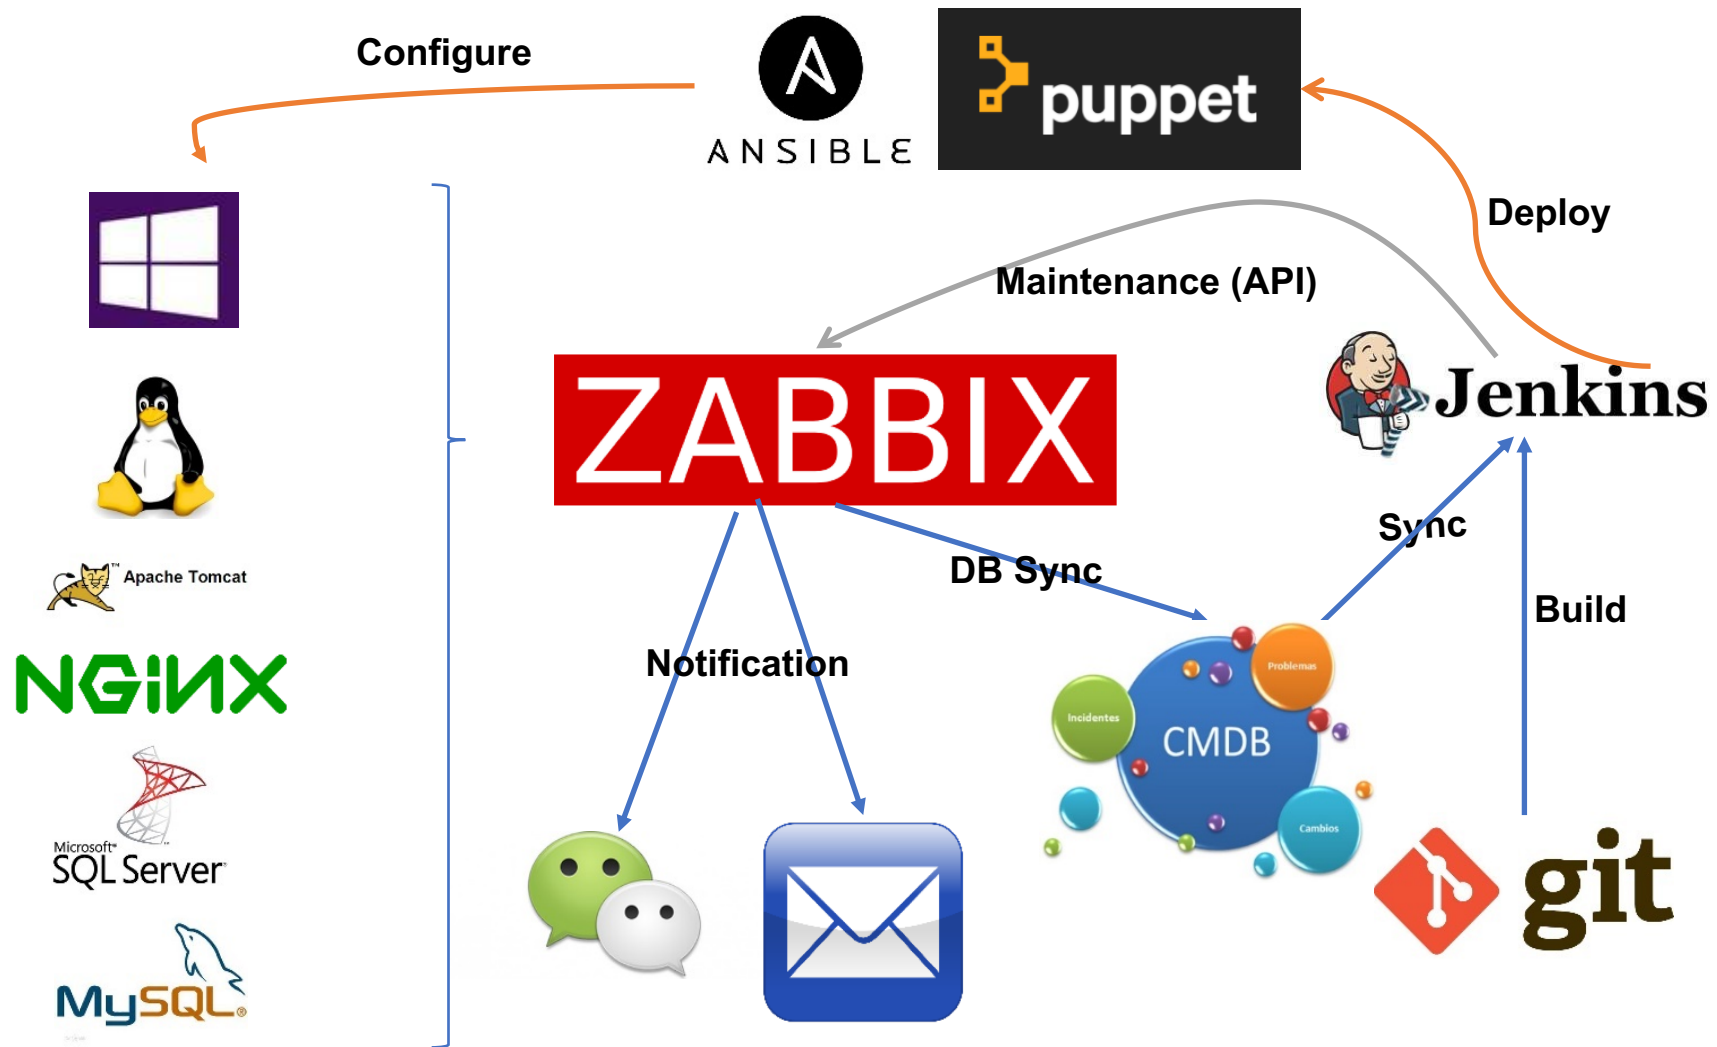 Configure
ANSIBLE
puppet
Deploy
Maintenance (API)
ZABBIX
Jenkins
Sync
DB Sync
™
Apache Tomcat
Build
Notification
NGiNX
Problemas
Incidentes
CMDB
Cambios
Microsoft®
SQL Server
git
MySQL®